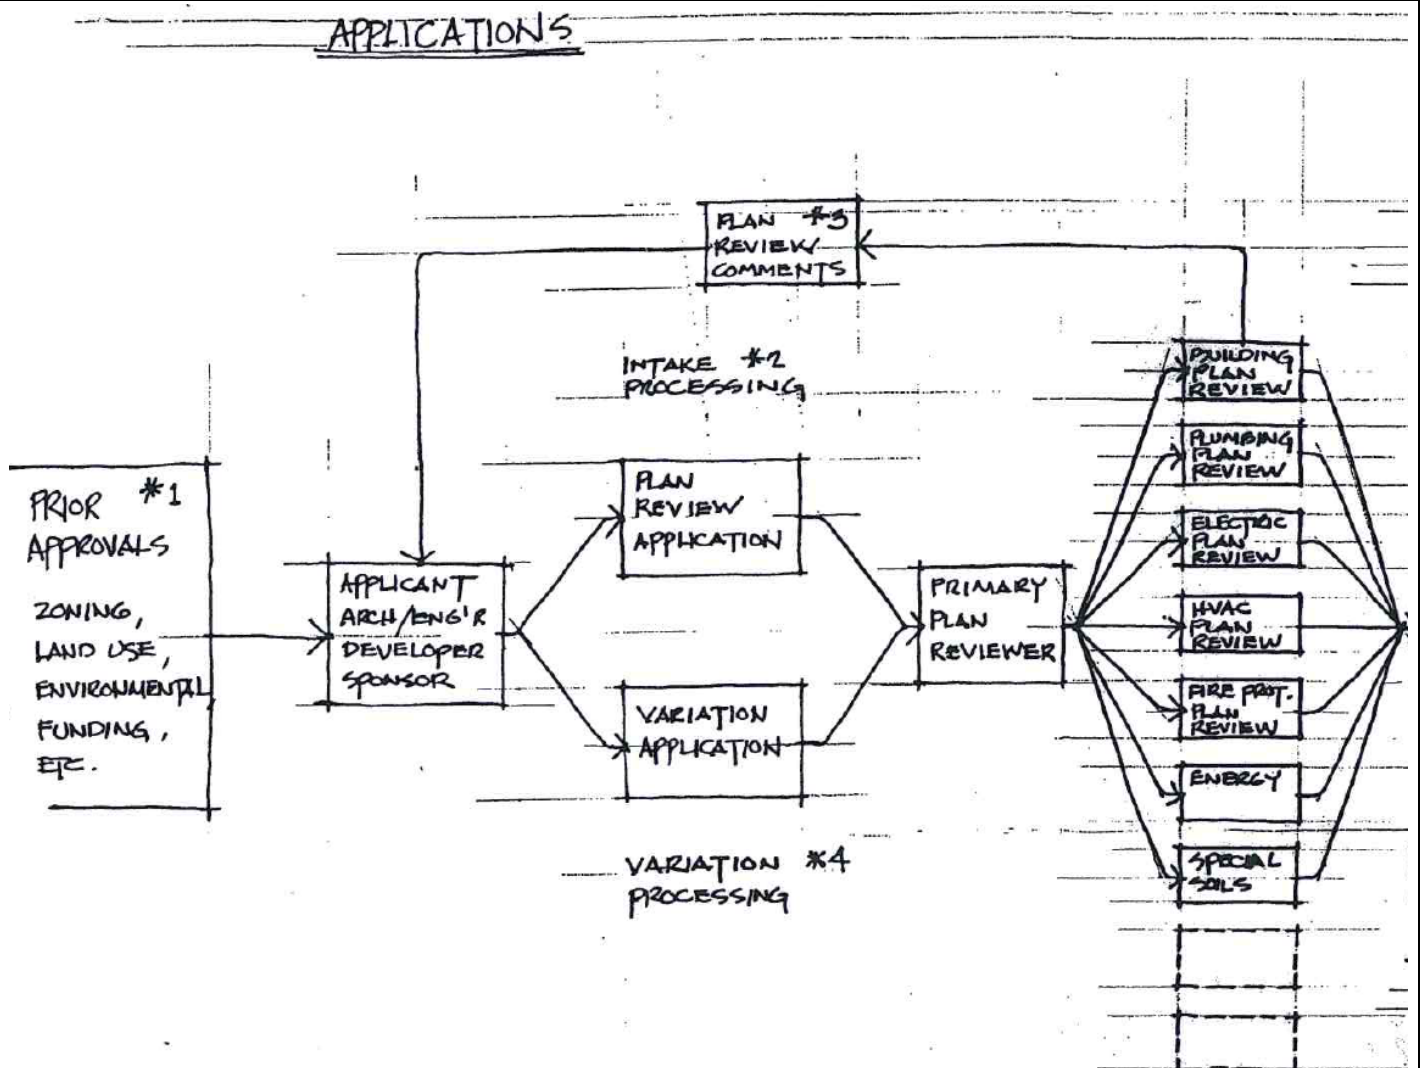 APPLICATIONS
PLAN *3
REVIEW
COMMENTS
INTAKE *2
PROCESSING
PRIOR *1
APPROVALS
ZONING,
LAND USE,
ENVIRONMENTAL
FUNDING,
ETC.
APPLICANT
ARCH/ENG'R
DEVELOPER
SPONSOR
PLAN
REVIEW
APPLICATION
VARIATION
APPLICATION
VARIATION *4
PROCESSING
PRIMARY
PLAN
REVIEWER
BUILDING
PLAN
REVIEW
PLUMBING
PLAN
REVIEW
ELECTRIC
PLAN
REVIEW
HVAC
PLAN
REVIEW
FIRE PROT.
PLAN
REVIEW
ENERGY
SPECIAL
SOILS